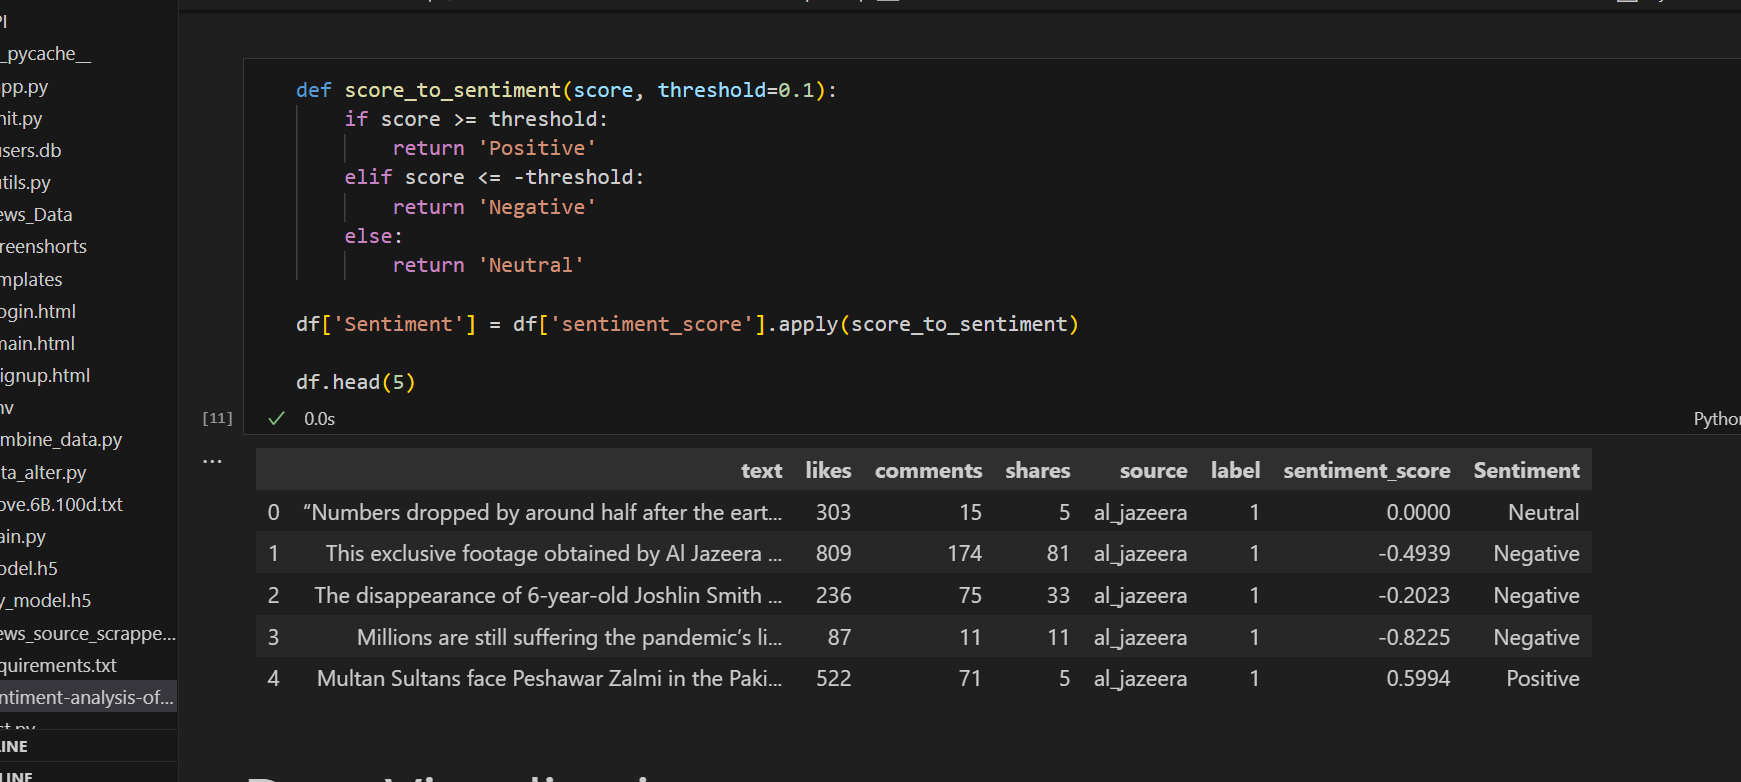 _pycache__
pp.py
nit.py
sers.db
tils.py
ews_Data
reenshorts
mplates
ogin.html
main.html
ignup.html
nv
mbine_data.py
ta_alter.py
ove.6B.100d.txt
ain.py
odel.h5
y_model.h5
ews_source_scrappe...
quirements.txt
ntiment-analysis-of...
LINE
def score_to_sentiment(score, threshold=0.1):
if score >= threshold:
return 'Positive'
elif score <= -threshold:
return 'Negative'
else:
return 'Neutral'
df['Sentiment'] = df['sentiment_score'].apply(score_to_sentiment)
df.head(5)
[11] 0.0s Python
...
text likes comments shares source label sentiment_score Sentiment
0 “Numbers dropped by around half after the eart... 303 15 5 al_jazeera 1 0.0000 Neutral
1 This exclusive footage obtained by Al Jazeera ... 809 174 81 al_jazeera 1 -0.4939 Negative
2 The disappearance of 6-year-old Joshlin Smith ... 236 75 33 al_jazeera 1 -0.2023 Negative
3 Millions are still suffering the pandemic’s li... 87 11 11 al_jazeera 1 -0.8225 Negative
4 Multan Sultans face Peshawar Zalmi in the Paki... 522 71 5 al_jazeera 1 0.5994 Positive